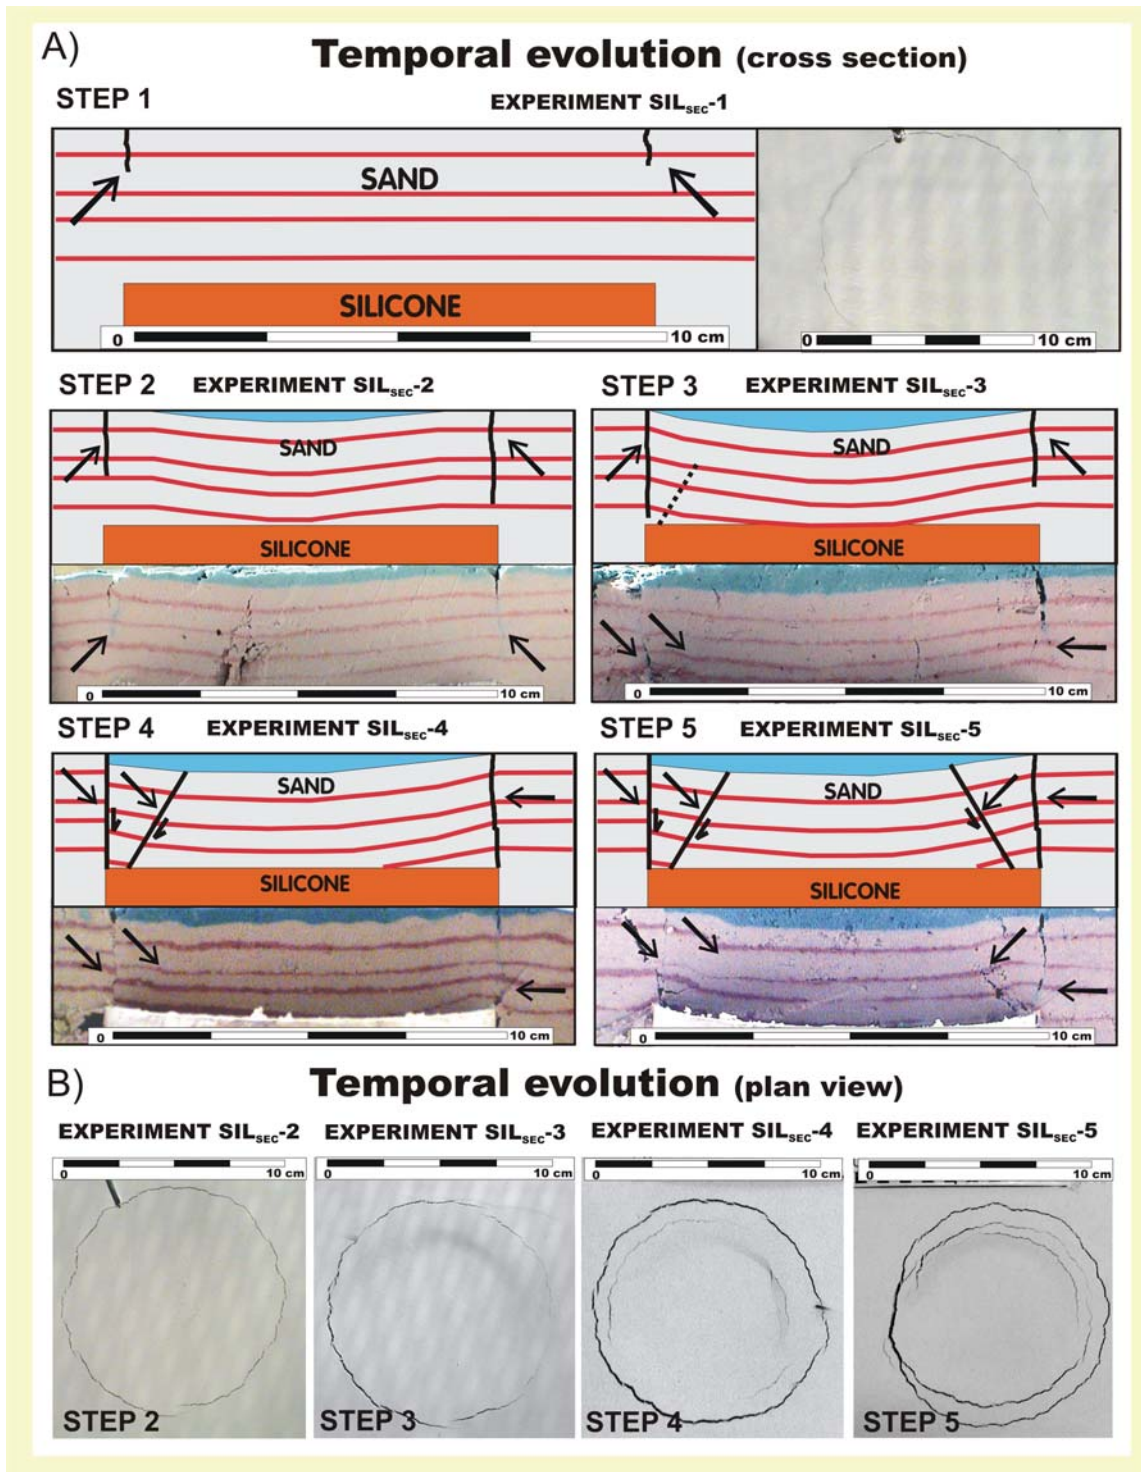 A)
Temporal evolution (cross section)
STEP 1
EXPERIMENT SILSEC-1
SAND
SILICONE
0 10 cm
0 10 cm
STEP 2 EXPERIMENT SILSEC-2
SAND
SILICONE
0 10 cm
STEP 3 EXPERIMENT SILSEC-3
SAND
SILICONE
0 10 cm
STEP 4 EXPERIMENT SILSEC-4
SAND
SILICONE
0 10 cm
STEP 5 EXPERIMENT SILSEC-5
SAND
SILICONE
0 10 cm
B)
Temporal evolution (plan view)
EXPERIMENT SILSEC-2
0 10 cm
STEP 2
EXPERIMENT SILSEC-3
0 10 cm
STEP 3
EXPERIMENT SILSEC-4
0 10 cm
STEP 4
EXPERIMENT SILSEC-5
0 10 cm
STEP 5